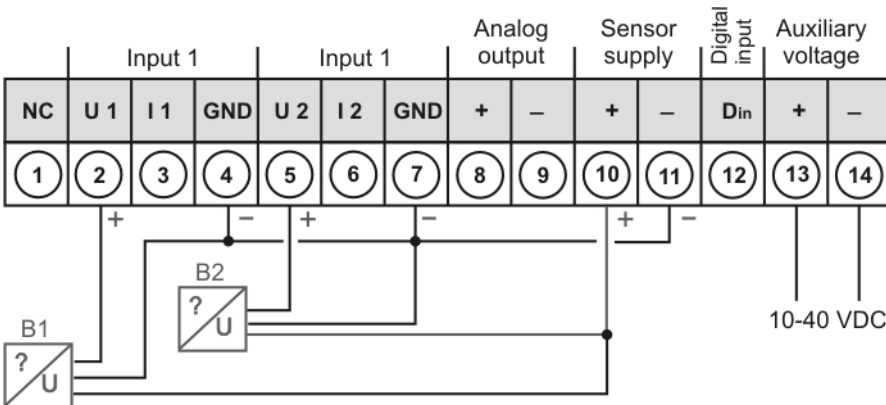 Analog output
Sensor supply
Digital input
Auxiliary voltage
Input 1
Input 1
NC U 1 I 1 GND U 2 I 2 GND + – + – Din + –
1 2 3 4 5 6 7 8 9 10 11 12 13 14
+ – + – + –
B2
? U
B1
? U
10-40 VDC